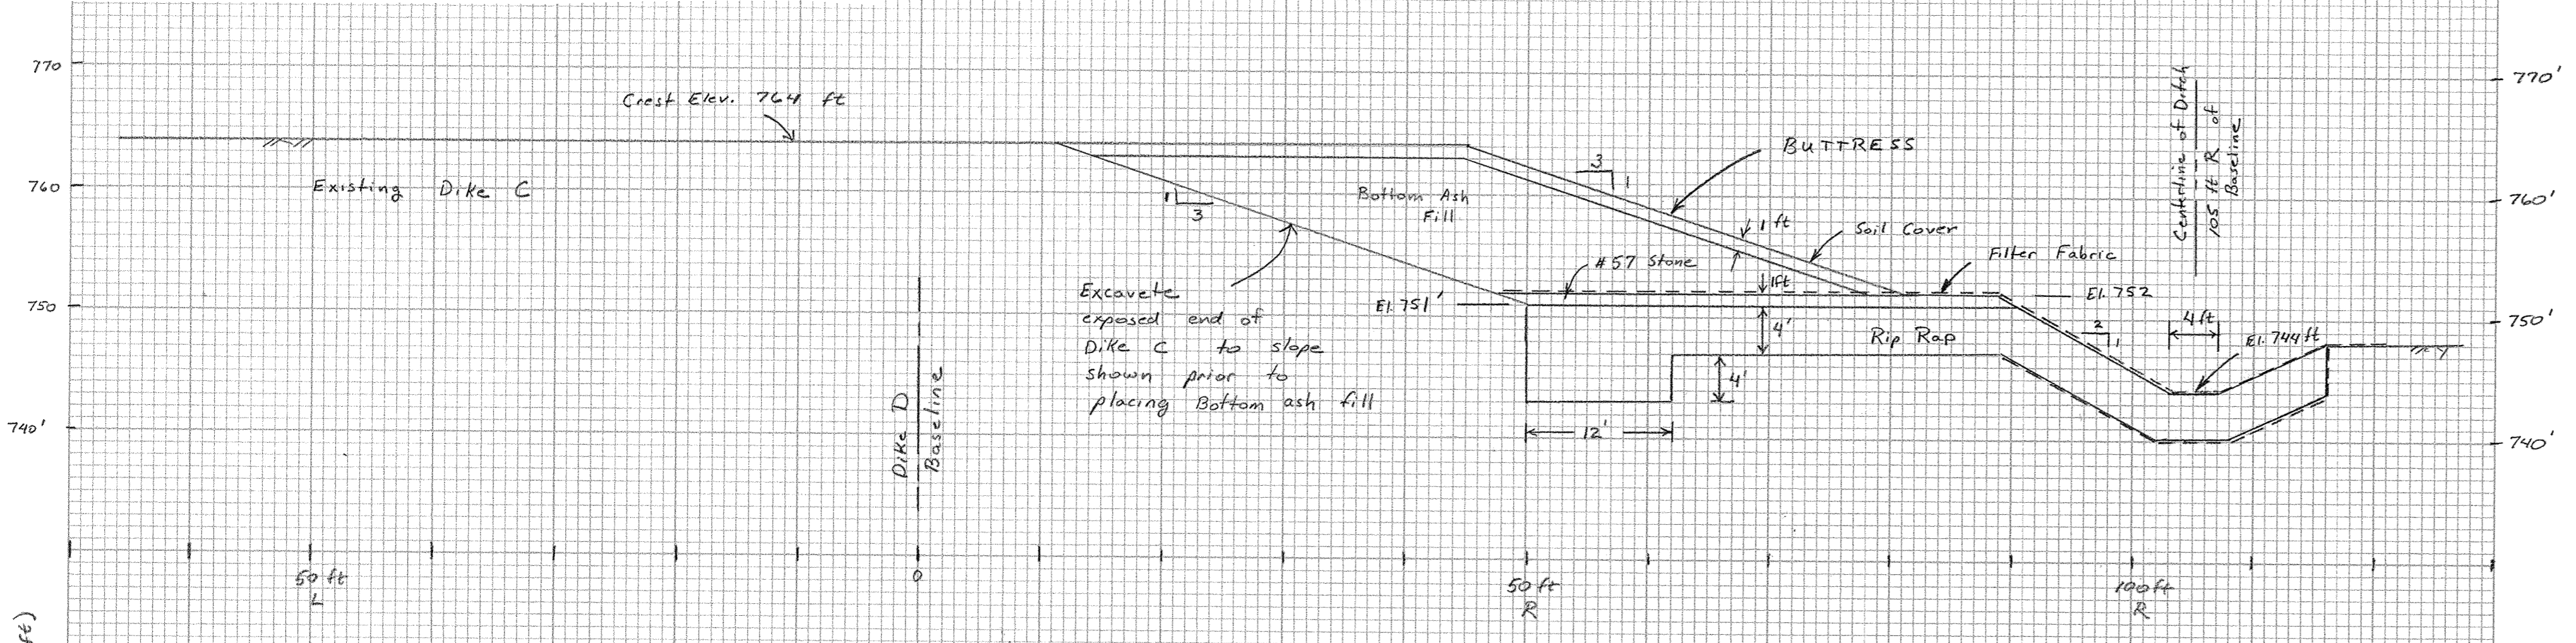 770
760
750
740'
770'
760'
750'
740'
Crest Elev. 764 ft
Existing Dike C
1
3
Bottom Ash
Fill
3
1
BUTTRESS
1 ft
Soil Cover
Filter Fabric
#57 Stone
1ft
El. 751'
El. 752
Excavate
exposed end of
Dike C to slope
shown prior to
placing Bottom ash fill
4'
Rip Rap
4'
12'
2
1
4 ft
El. 744 ft
Centerline of Ditch
105 ft R of
Baseline
Dike D
Baseline
50 ft
L
0
50 ft
R
100 ft
R
ft)